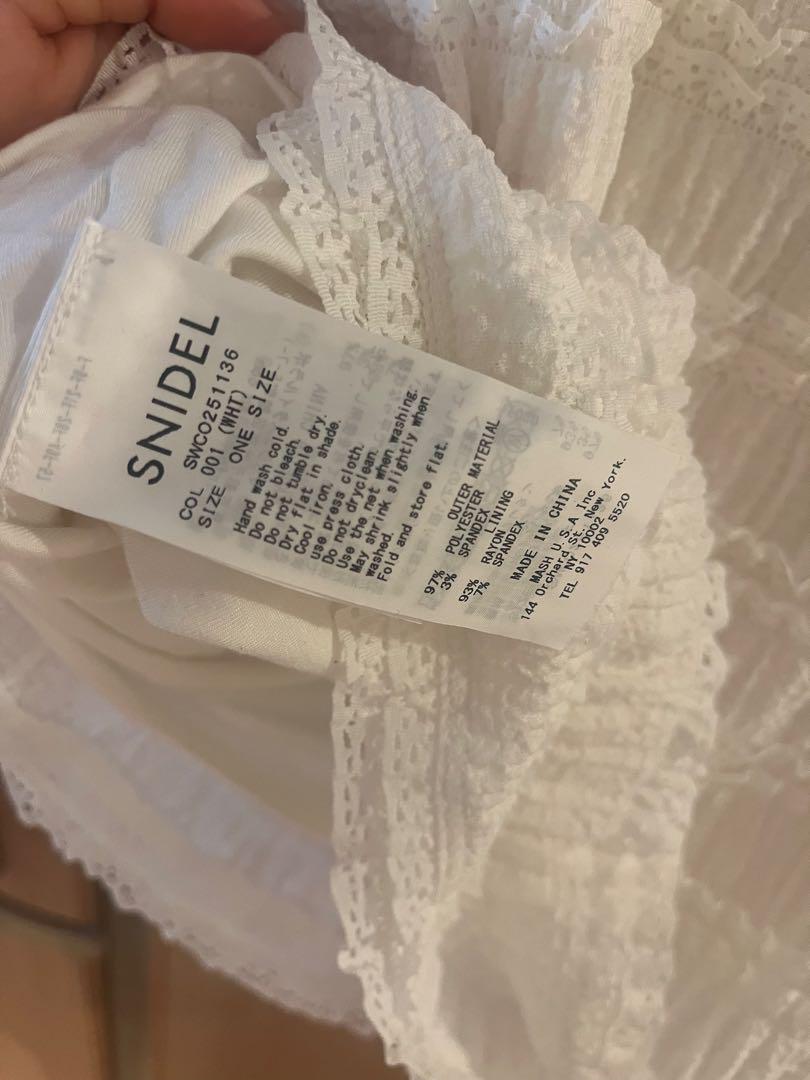 SNIDEL
SWCO251136
COL 001 (WHT)
SIZE ONE SIZE
Hand wash cold.
Do not bleach.
Do not tumble dry.
Dry flat in shade.
Cool iron.
use press cloth.
Do not dryclean.
Use the net when washing.
May shrink slightly when
washed.
Fold and store flat.
OUTER MATERIAL
97% POLYESTER
3% SPANDEX
LINING
93% RAYON
7% SPANDEX
MADE IN CHINA
MASH U.S.A Inc
144 Orchard St. New York.
NY 10002
TEL 917 409 5520